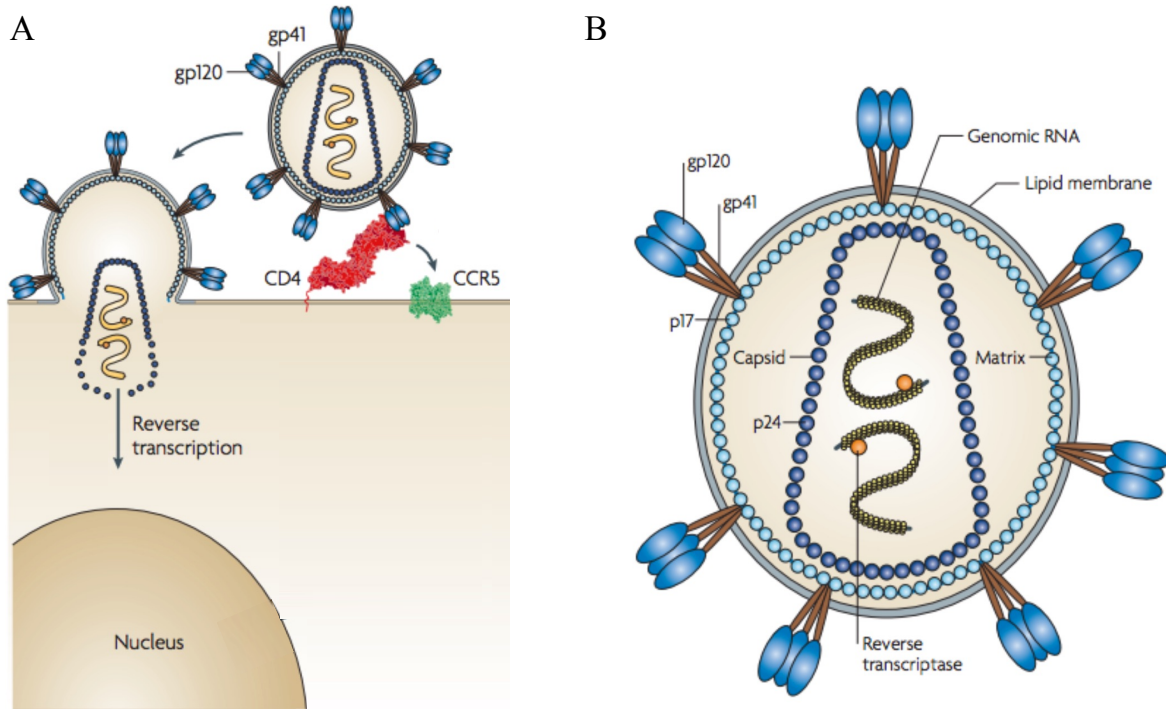 A
gp41
gp120
CD4
CCR5
Reverse
transcription
Nucleus
B
Genomic RNA
gp120
Lipid membrane
gp41
p17
Capsid
Matrix
p24
Reverse
transcriptase